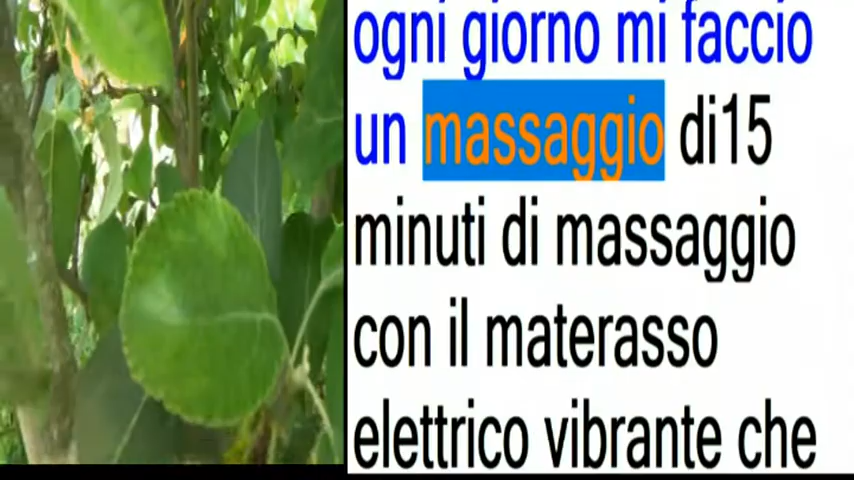 ogni giorno mi faccio
un massaggio di15
minuti di massaggio
con il materasso
elettrico vibrante che